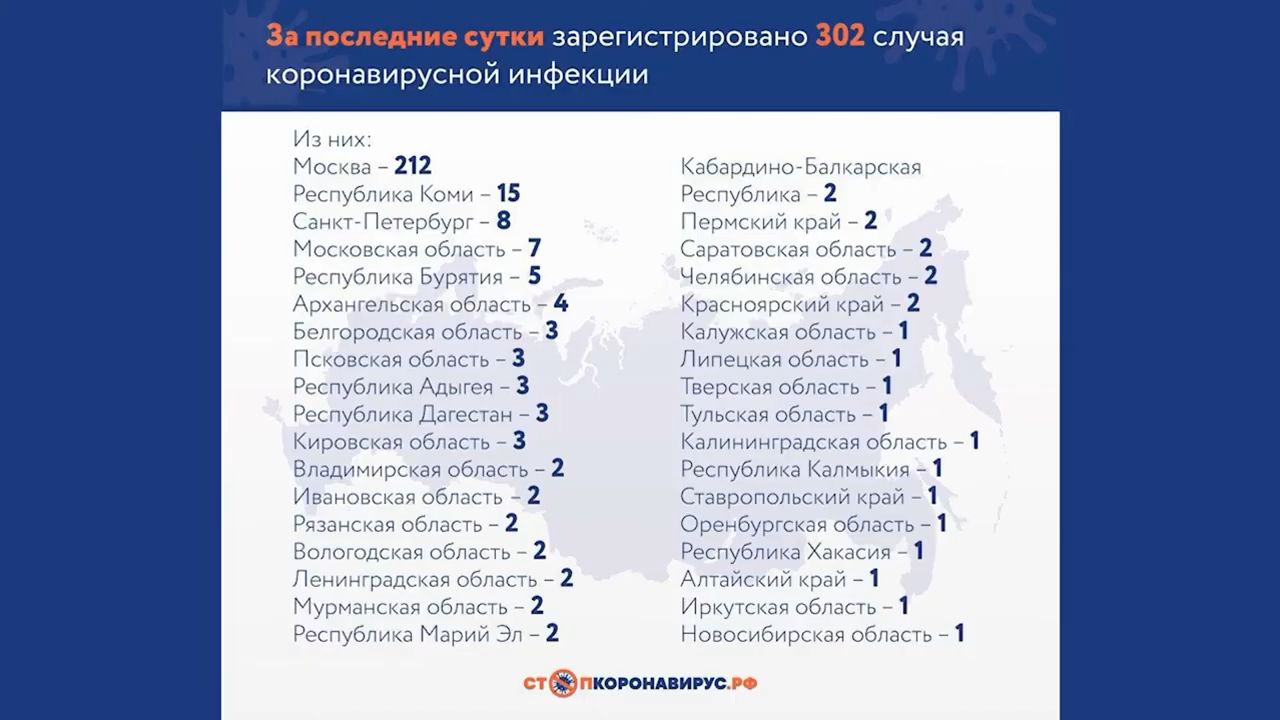 За последние сутки зарегистрировано 302 случая
коронавирусной инфекции
Из них:
Москва – 212
Республика Коми – 15
Санкт-Петербург – 8
Московская область – 7
Республика Бурятия – 5
Архангельская область – 4
Белгородская область – 3
Псковская область – 3
Республика Адыгея – 3
Республика Дагестан – 3
Кировская область – 3
Владимирская область – 2
Ивановская область – 2
Рязанская область – 2
Вологодская область – 2
Ленинградская область – 2
Мурманская область – 2
Республика Марий Эл – 2
Кабардино-Балкарская
Республика – 2
Пермский край – 2
Саратовская область – 2
Челябинская область – 2
Красноярский край – 2
Калужская область – 1
Липецкая область – 1
Тверская область – 1
Тульская область – 1
Калининградская область – 1
Республика Калмыкия – 1
Ставропольский край – 1
Оренбургская область – 1
Республика Хакасия – 1
Алтайский край – 1
Иркутская область – 1
Новосибирская область – 1
СТОПКОРОНАВИРУС.РФ